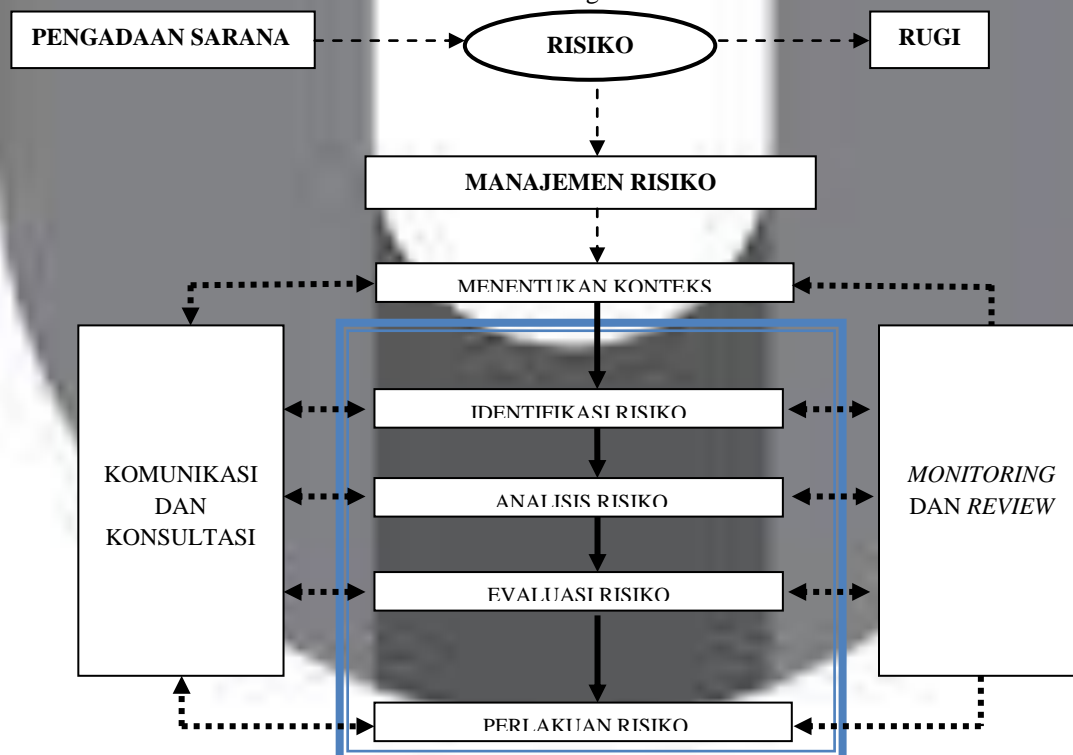 PENGADAAN SARANA
RISIKO
RUGI
MANAJEMEN RISIKO
MENENTUKAN KONTEKS
IDENTIFIKASI RISIKO
KOMUNIKASI
DAN
KONSULTASI
ANALISIS RISIKO
MONITORING
DAN REVIEW
EVALUASI RISIKO
PERLAKUAN RISIKO